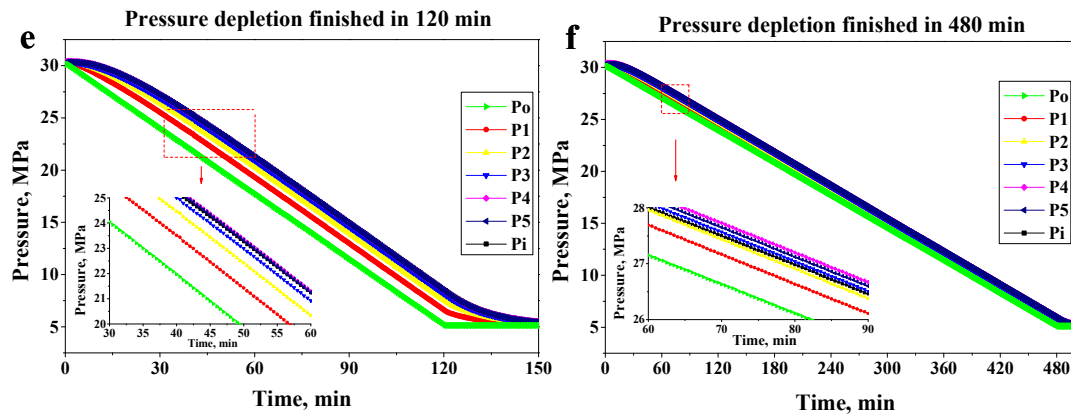 e
Pressure depletion finished in 120 min
Pressure, MPa
30
25
20
15
10
5
0
30
60
90
120
150
Time, min
Po
P1
P2
P3
P4
P5
Pi
Pressure, MPa
25
24
23
22
21
20
30
35
40
45
50
55
60
Time, min
f
Pressure depletion finished in 480 min
Pressure, MPa
30
25
20
15
10
5
0
60
120
180
240
300
360
420
480
Time, min
Po
P1
P2
P3
P4
P5
Pi
Pressure, MPa
28
27
26
60
70
80
90
Time, min